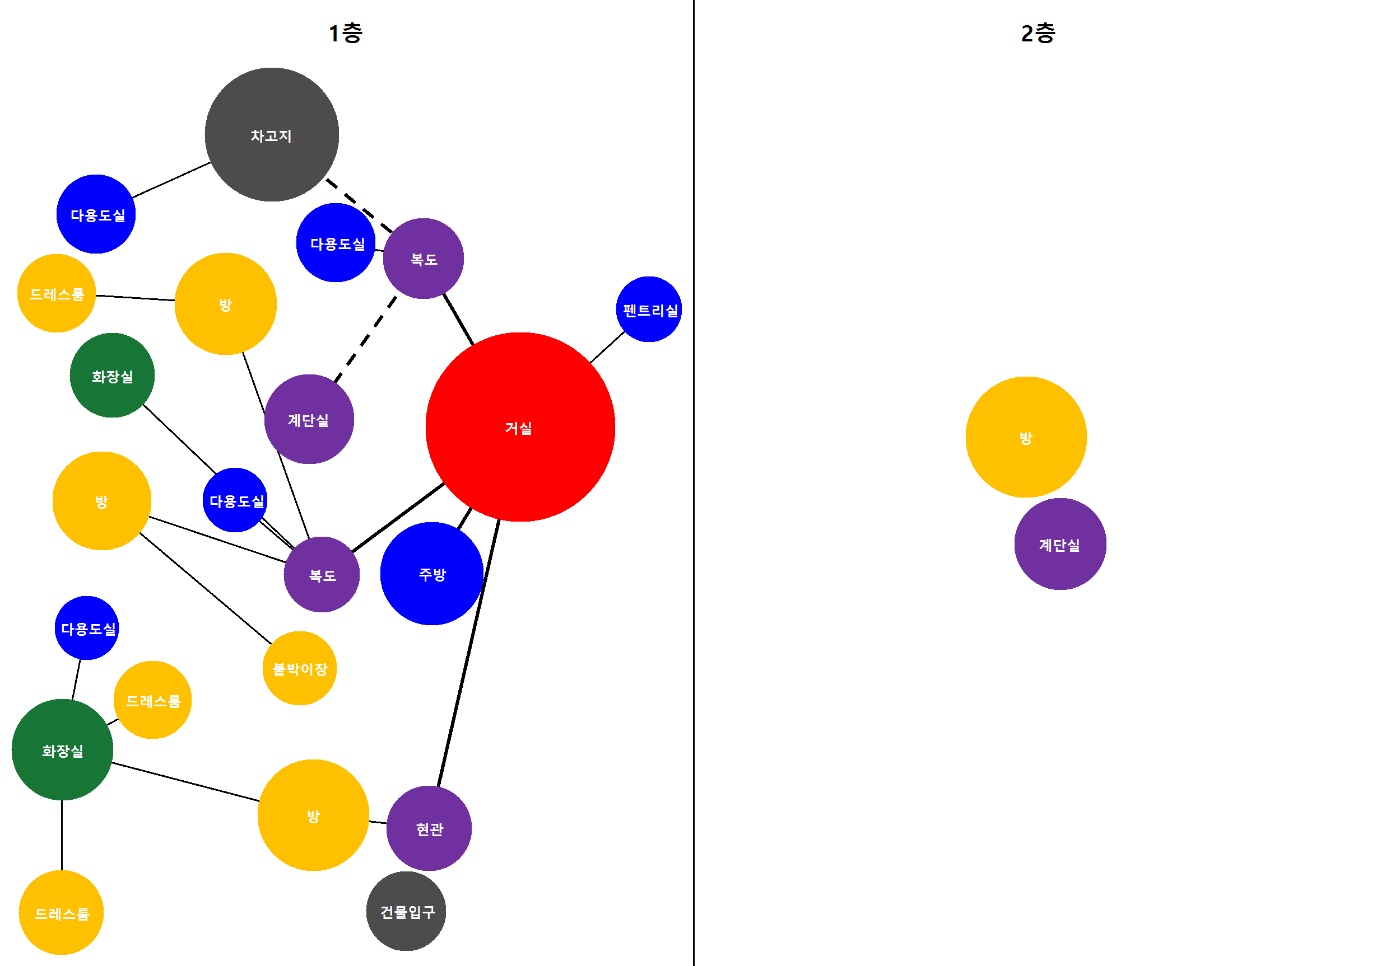 1층
2층
차고지
다용도실
다용도실
복도
드레스룸
방
펜트리실
화장실
계단실
거실
방
다용도실
복도
주방
다용도실
붙박이장
드레스룸
화장실
방
현관
드레스룸
건물입구
방
계단실